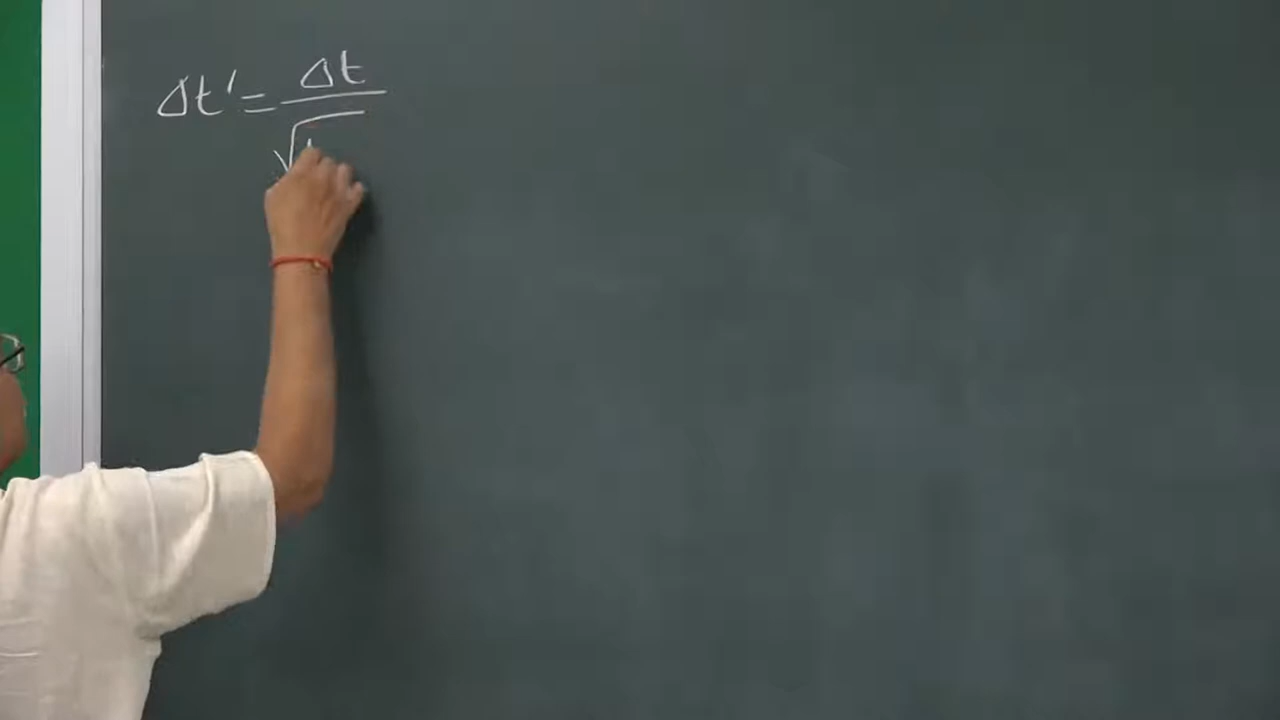 Δt' = Δt / √